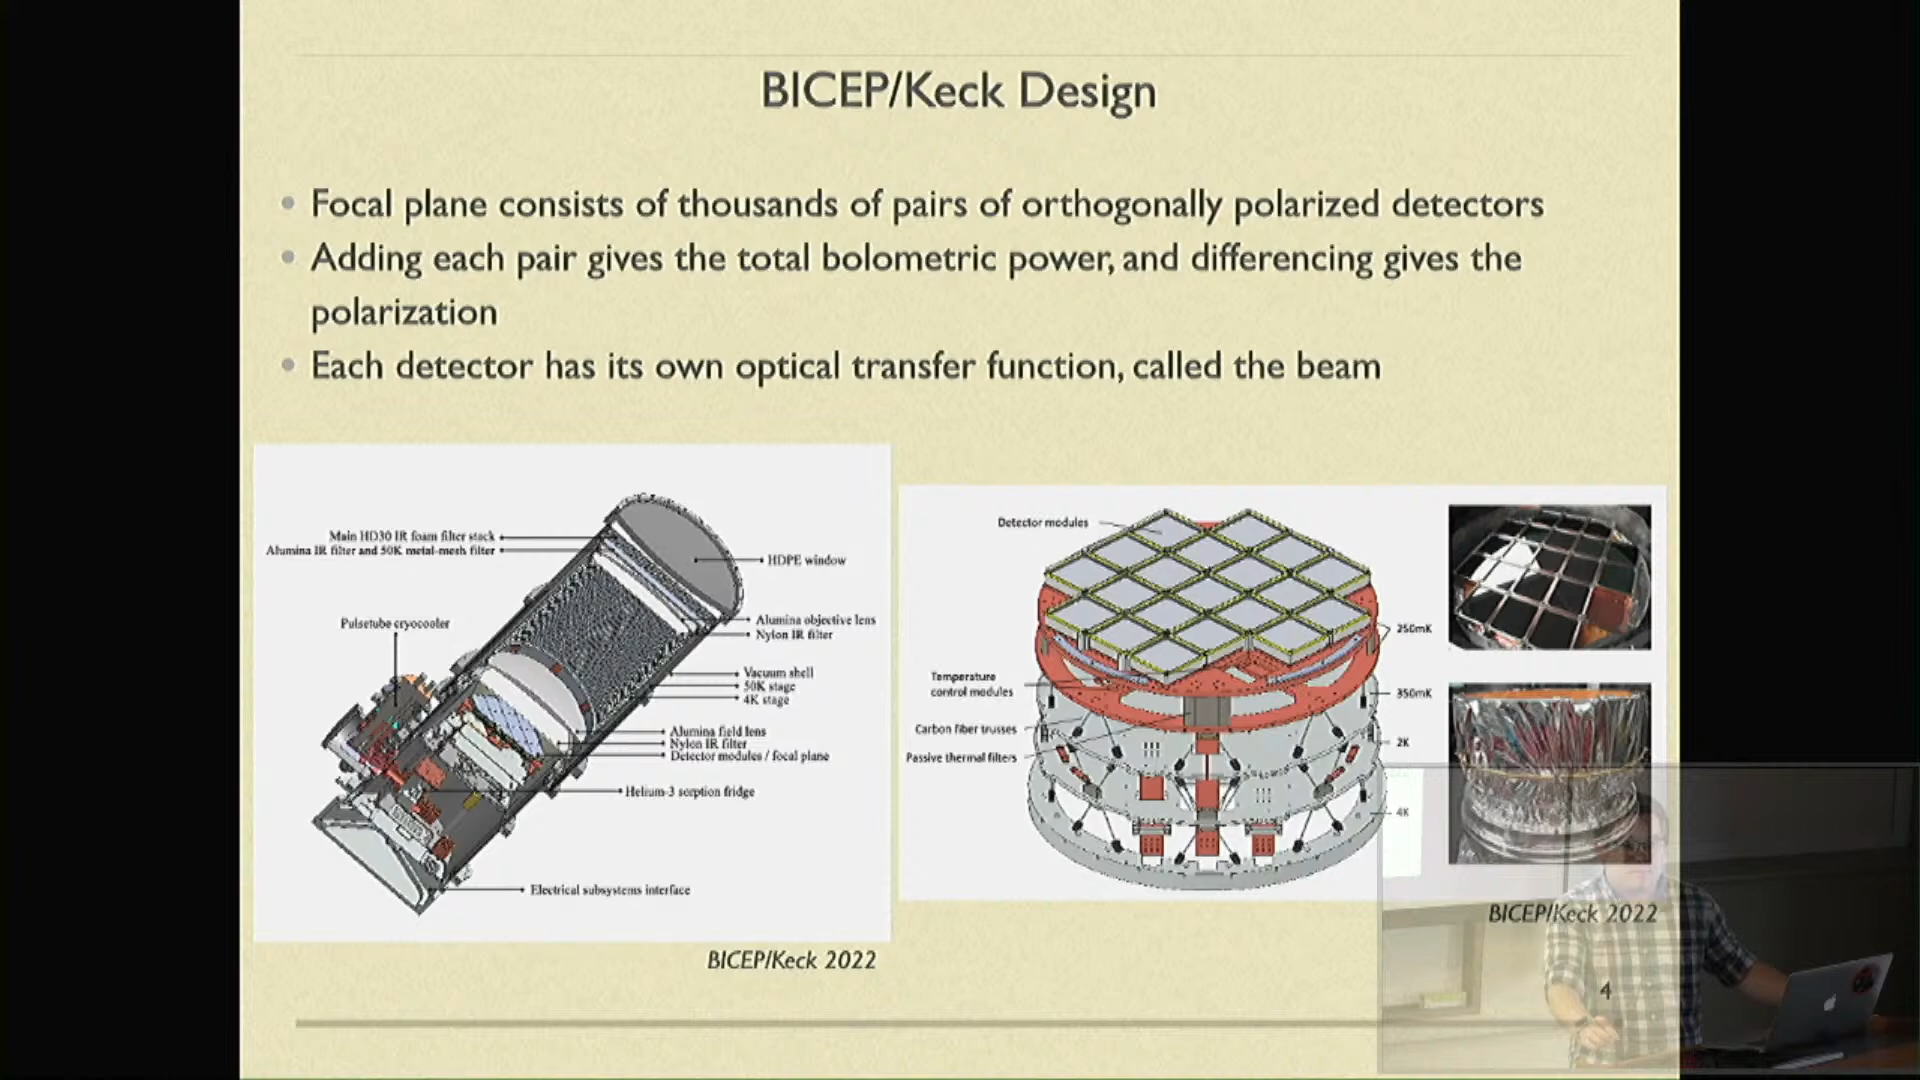 BICEP/Keck Design
• Focal plane consists of thousands of pairs of orthogonally polarized detectors
• Adding each pair gives the total bolometric power, and differencing gives the
polarization
• Each detector has its own optical transfer function, called the beam
Main HD30 IR foam filter stack
Alumina IR filter and 50K metal-mesh filter
HDPE window
Pulsetube cryocooler
Alumina objective lens
Nylon IR filter
Vacuum shell
50K stage
4K stage
Alumina field lens
Nylon IR filter
Detector modules / focal plane
Helium-3 sorption fridge
Electrical subsystems interface
BICEP/Keck 2022
Detector modules
250mK
Temperature
control modules
350mK
Carbon fiber trusses
2K
Passive thermal filters
4K
BICEP/Keck 2022
4